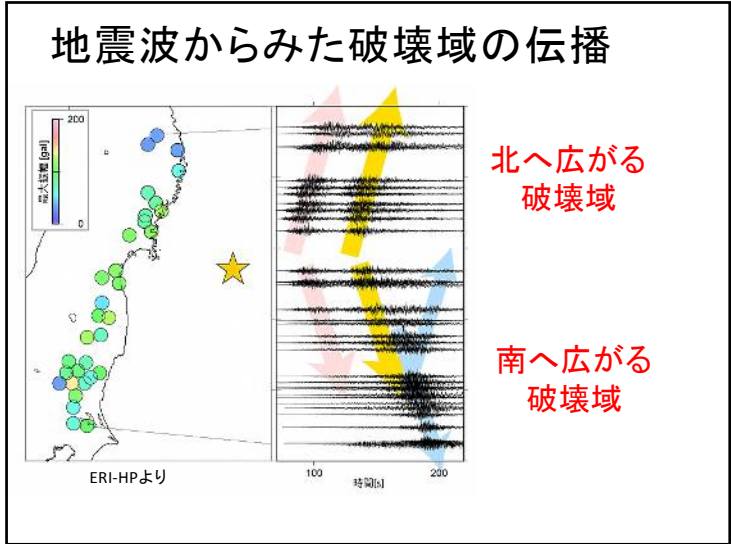 地震波からみた破壊域の伝播
200
最大振幅 [gal]
0
北へ広がる
破壊域
南へ広がる
破壊域
100
200
時間[s]
ERI-HPより